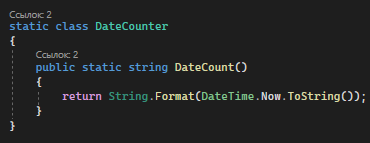 Ссылок: 2
static class DateCounter
{
Ссылок: 2
public static string DateCount()
{
return String.Format(DateTime.Now.ToString());
}
}